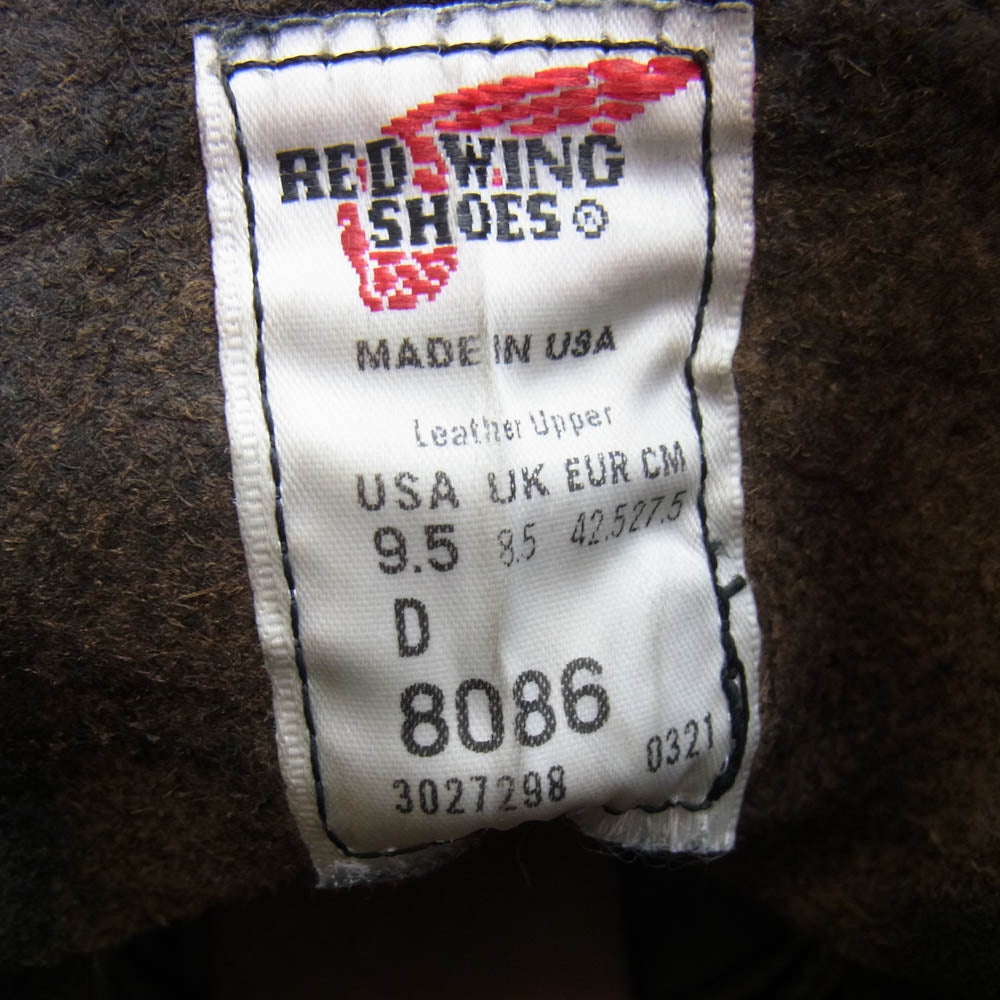 RED WING
SHOES ®
MADE IN USA
Leather Upper
USA UK EUR CM
9.5 8.5 42.5 27.5
D
8086
3027298 0321